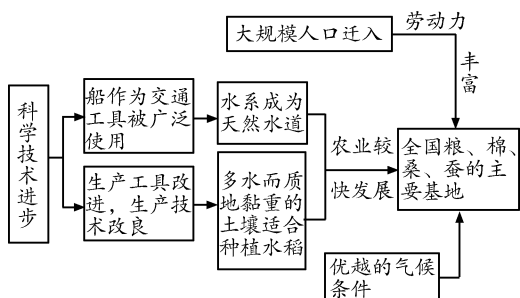 大规模人口迁入
劳动力
丰富
科学技术进步
船作为交通
工具被广泛
使用
水系成为
天然水道
生产工具改
进，生产技
术改良
多水而质
地黏重的
土壤适合
种植水稻
农业较
快发展
全国粮、棉、
桑、蚕的主
要基地
优越的气候
条件